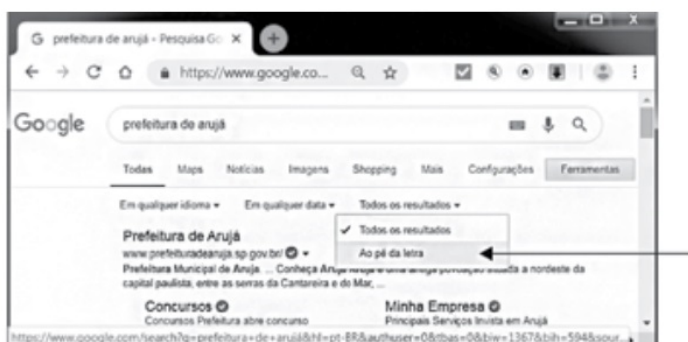 G prefeitura de arujá - Pesquisa Go
https://www.google.co...
Google
prefeitura de arujá
Todas Maps Notícias Imagens Shopping Mais Configurações Ferramentas
Em qualquer idioma Em qualquer data Todos os resultados
Todos os resultados
Ao pé da letra
Prefeitura de Arujá
www.prefeituradearuja.sp.gov.br/
Prefeitura Municipal de Arujá. ... Conheça situada a nordeste da
capital paulista, entre as serras da Cantareira e do Mar, ...
Concursos
Concursos Prefeitura abre concurso
Minha Empresa
Principais Serviços Invista em Arujá
https://www.google.com/search?q=prefeitura+de+arujá&hl=pt-BR&authuser=0&tbas=0&biw=1367&bih=594&sour...